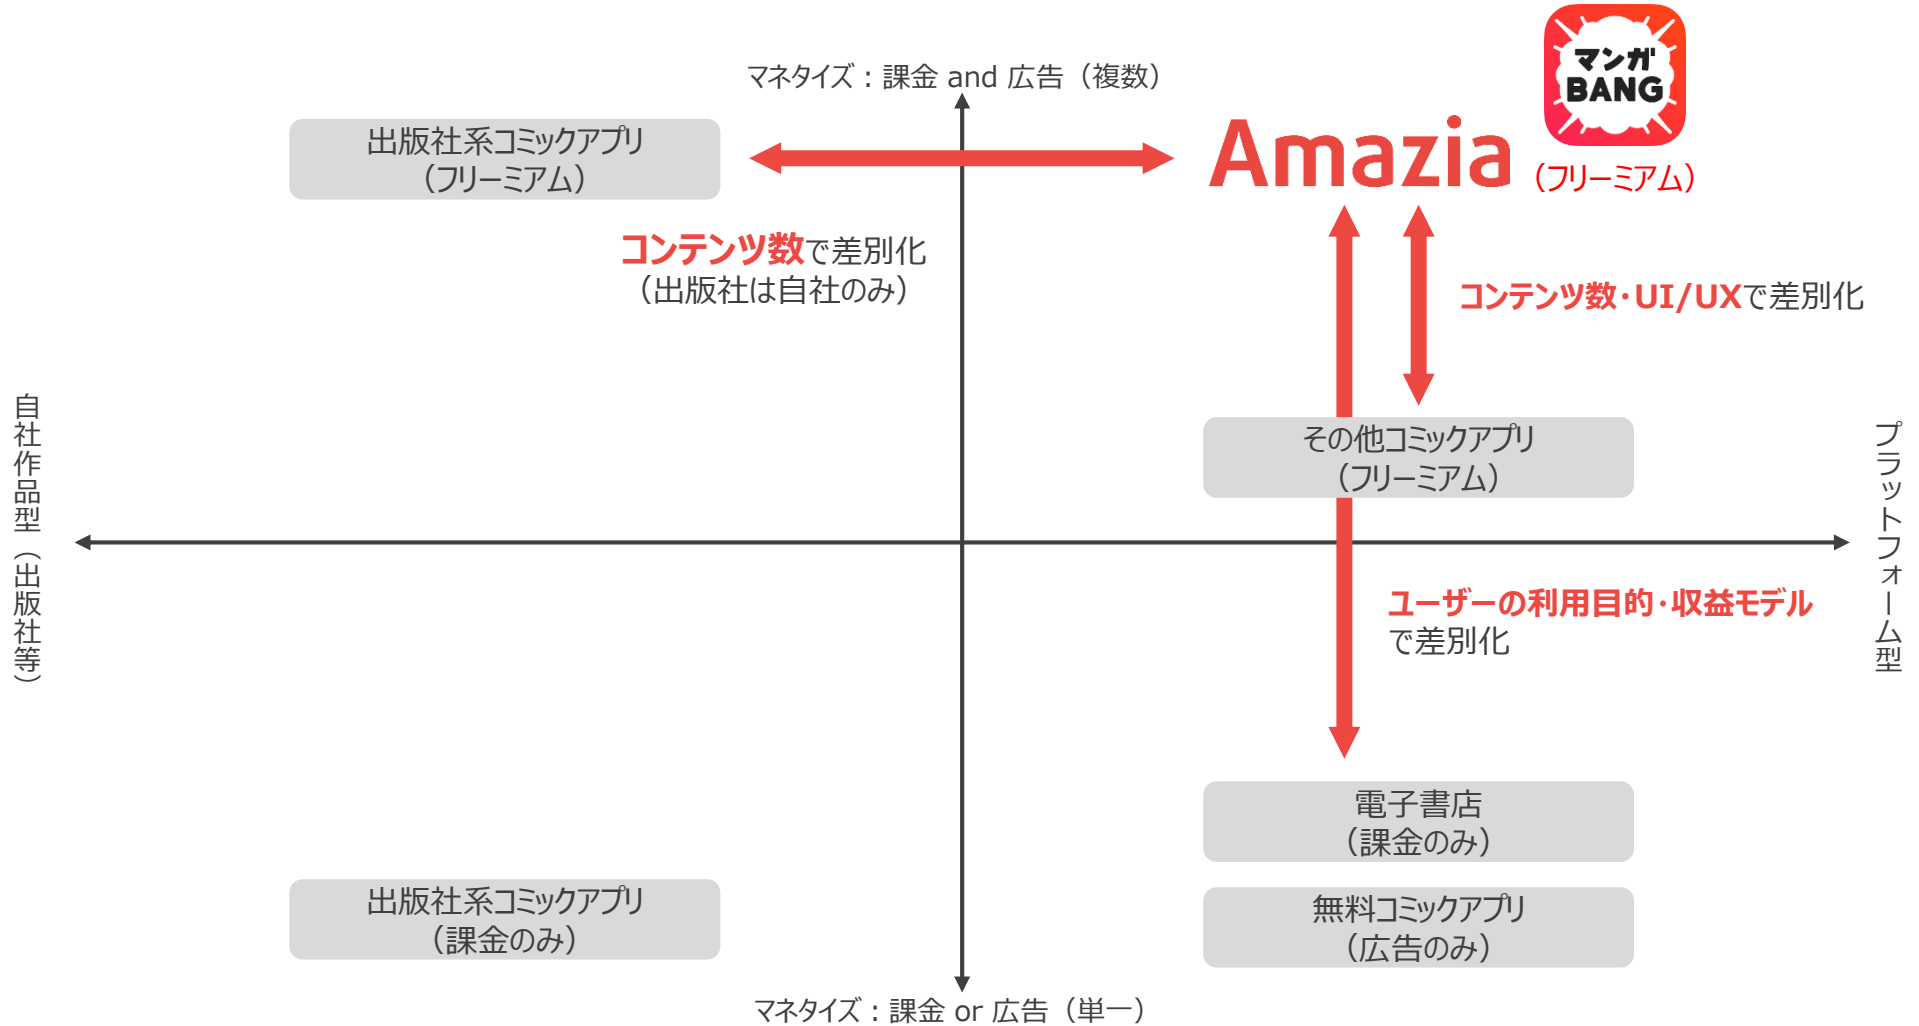 マネタイズ：課金 and 広告（複数）
マンガ
BANG
出版社系コミックアプリ
（フリーミアム）
Amazia
（フリーミアム）
コンテンツ数で差別化
（出版社は自社のみ）
コンテンツ数・UI/UXで差別化
自社作品型（出版社等）
その他コミックアプリ
（フリーミアム）
プラットフォーム型
ユーザーの利用目的・収益モデル
で差別化
電子書店
（課金のみ）
出版社系コミックアプリ
（課金のみ）
無料コミックアプリ
（広告のみ）
マネタイズ：課金 or 広告（単一）